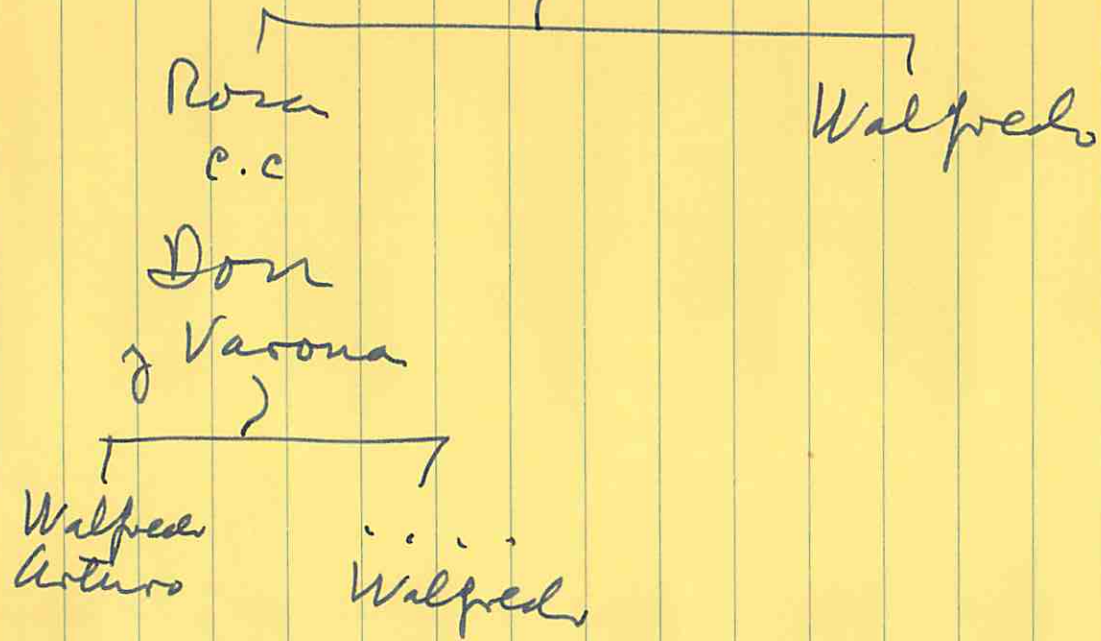 Rosa
Walfredo
c.c
Don
y Varona
Walfredo
Arturo
. . . .
Walfredo